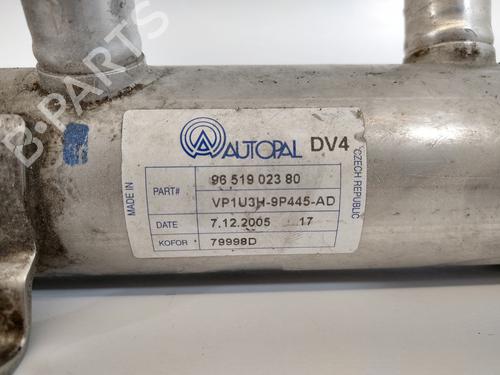 B-PARTS
AUTOPAL DV4
MADE IN
CZECH REPUBLIC
PART# 96 519 023 80
VP1U3H-9P445-AD
DATE 7.12.2005 17
KOFOR 79998D